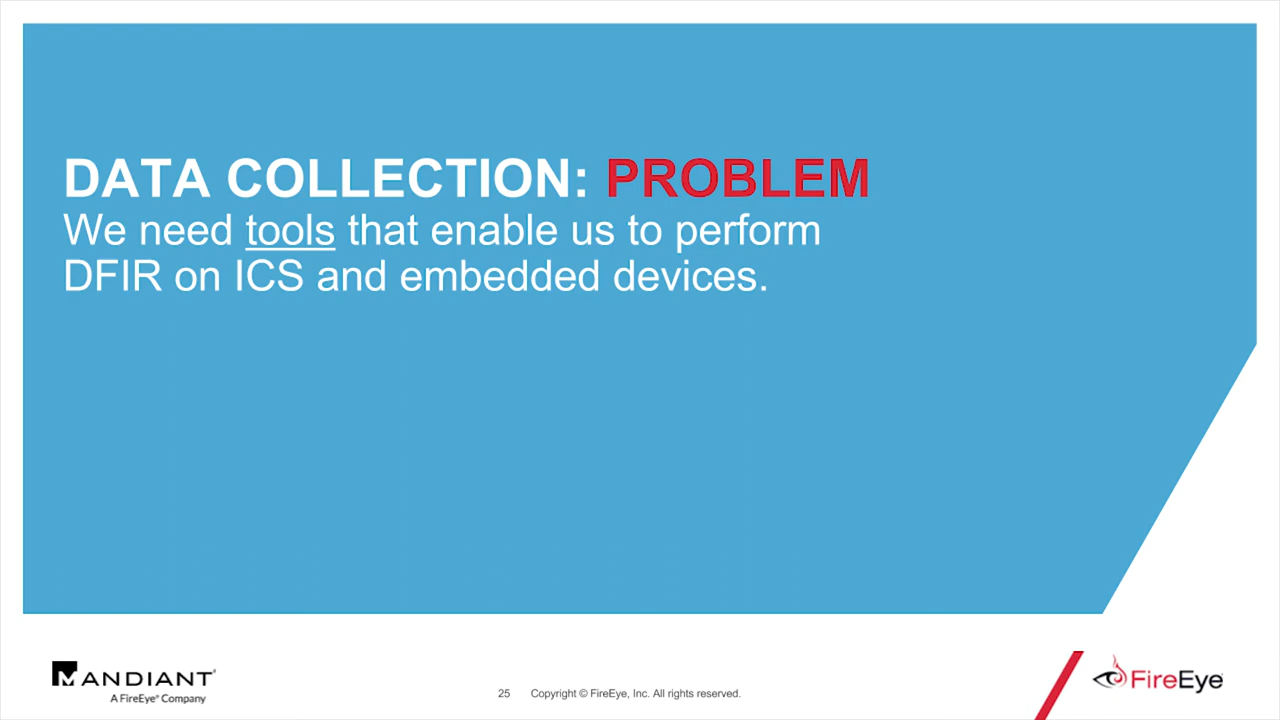 DATA COLLECTION: PROBLEM
We need tools that enable us to perform
DFIR on ICS and embedded devices.
MANDIANT®
A FireEye® Company
25 Copyright © FireEye, Inc. All rights reserved.
FireEye